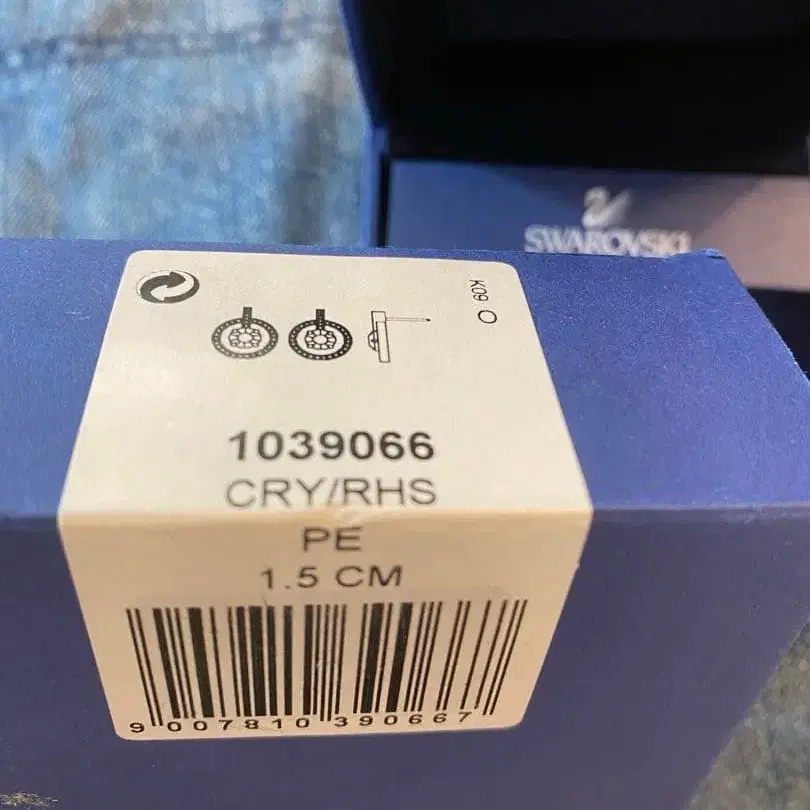 SWAROVSKI
K09
1039066
CRY/RHS
PE
1.5 CM
9 007810 390667